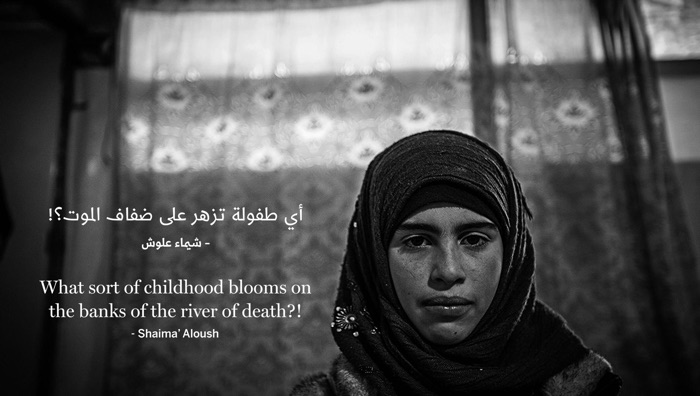 أي طفولة تزهر على ضفاف الموت؟!
- شيماء علوش
What sort of childhood blooms on
the banks of the river of death?!
- Shaima' Aloush